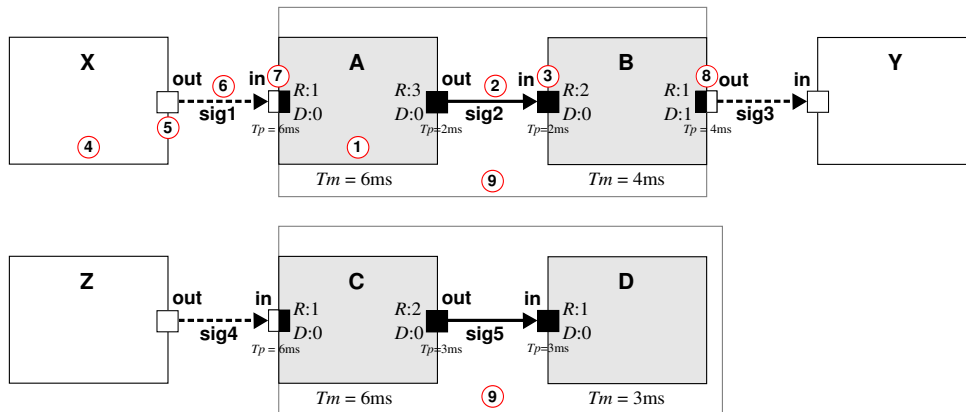 X A B Y
out in out in out in
6 7 2 3 8
R:1 R:3 R:2 R:1
sig1 D:0 D:0 sig2 D:0 D:1 sig3
5 Tp = 6ms Tp=2ms Tp=2ms Tp = 4ms
4 1
Tm = 6ms 9 Tm = 4ms
Z C D
out in out in
R:1 R:2 R:1
sig4 D:0 D:0 sig5 D:0
Tp = 6ms Tp=3ms Tp=3ms
Tm = 6ms 9 Tm = 3ms